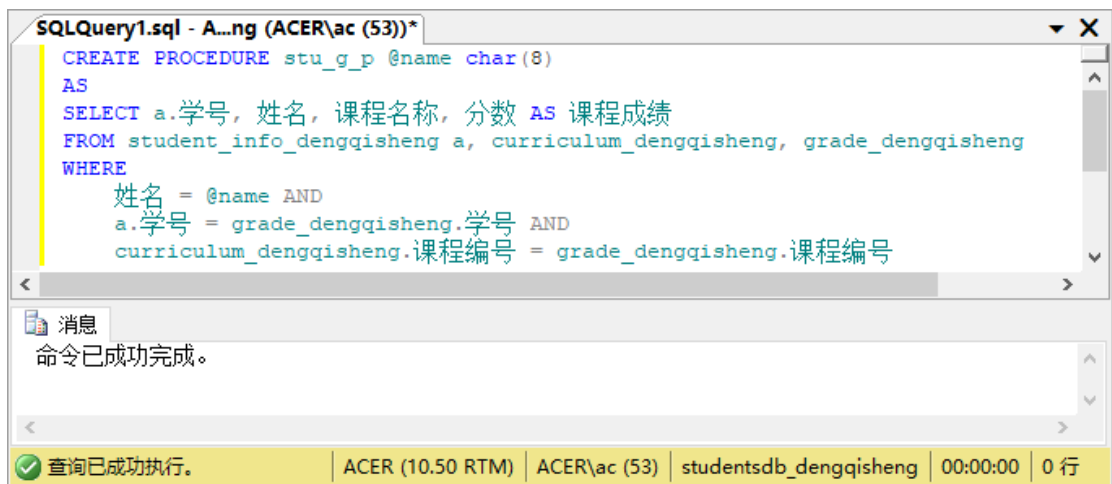 SQLQuery1.sql - A...ng (ACER\ac (53))*
CREATE PROCEDURE stu_g_p @name char(8)
AS
SELECT a.学号, 姓名, 课程名称, 分数 AS 课程成绩
FROM student_info_dengqisheng a, curriculum_dengqisheng, grade_dengqisheng
WHERE
姓名 = @name AND
a.学号 = grade_dengqisheng.学号 AND
curriculum_dengqisheng.课程编号 = grade_dengqisheng.课程编号
消息
命令已成功完成。
查询已成功执行。 ACER (10.50 RTM) ACER\ac (53) studentsdb_dengqisheng 00:00:00 0 行